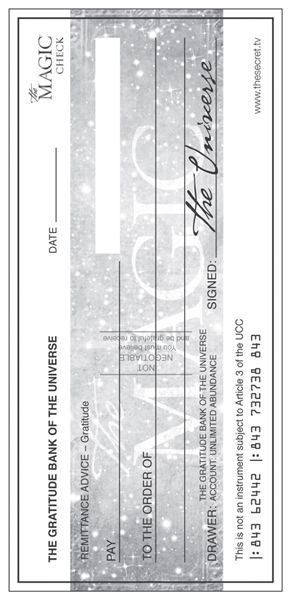 the
MAGIC
CHECK
THE GRATITUDE BANK OF THE UNIVERSE
DATE
REMITTANCE ADVICE – Gratitude
PAY
the
MAGIC
NOT
NEGOTIABLE
You must believe
and be grateful to receive
TO THE ORDER OF
THE GRATITUDE BANK OF THE UNIVERSE
DRAWER: ACCOUNT: UNLIMITED ABUNDANCE
SIGNED: The Universe
This is not an instrument subject to Article 3 of the UCC
www.thesecret.tv
|: 843 62442 |: 843 732738 843